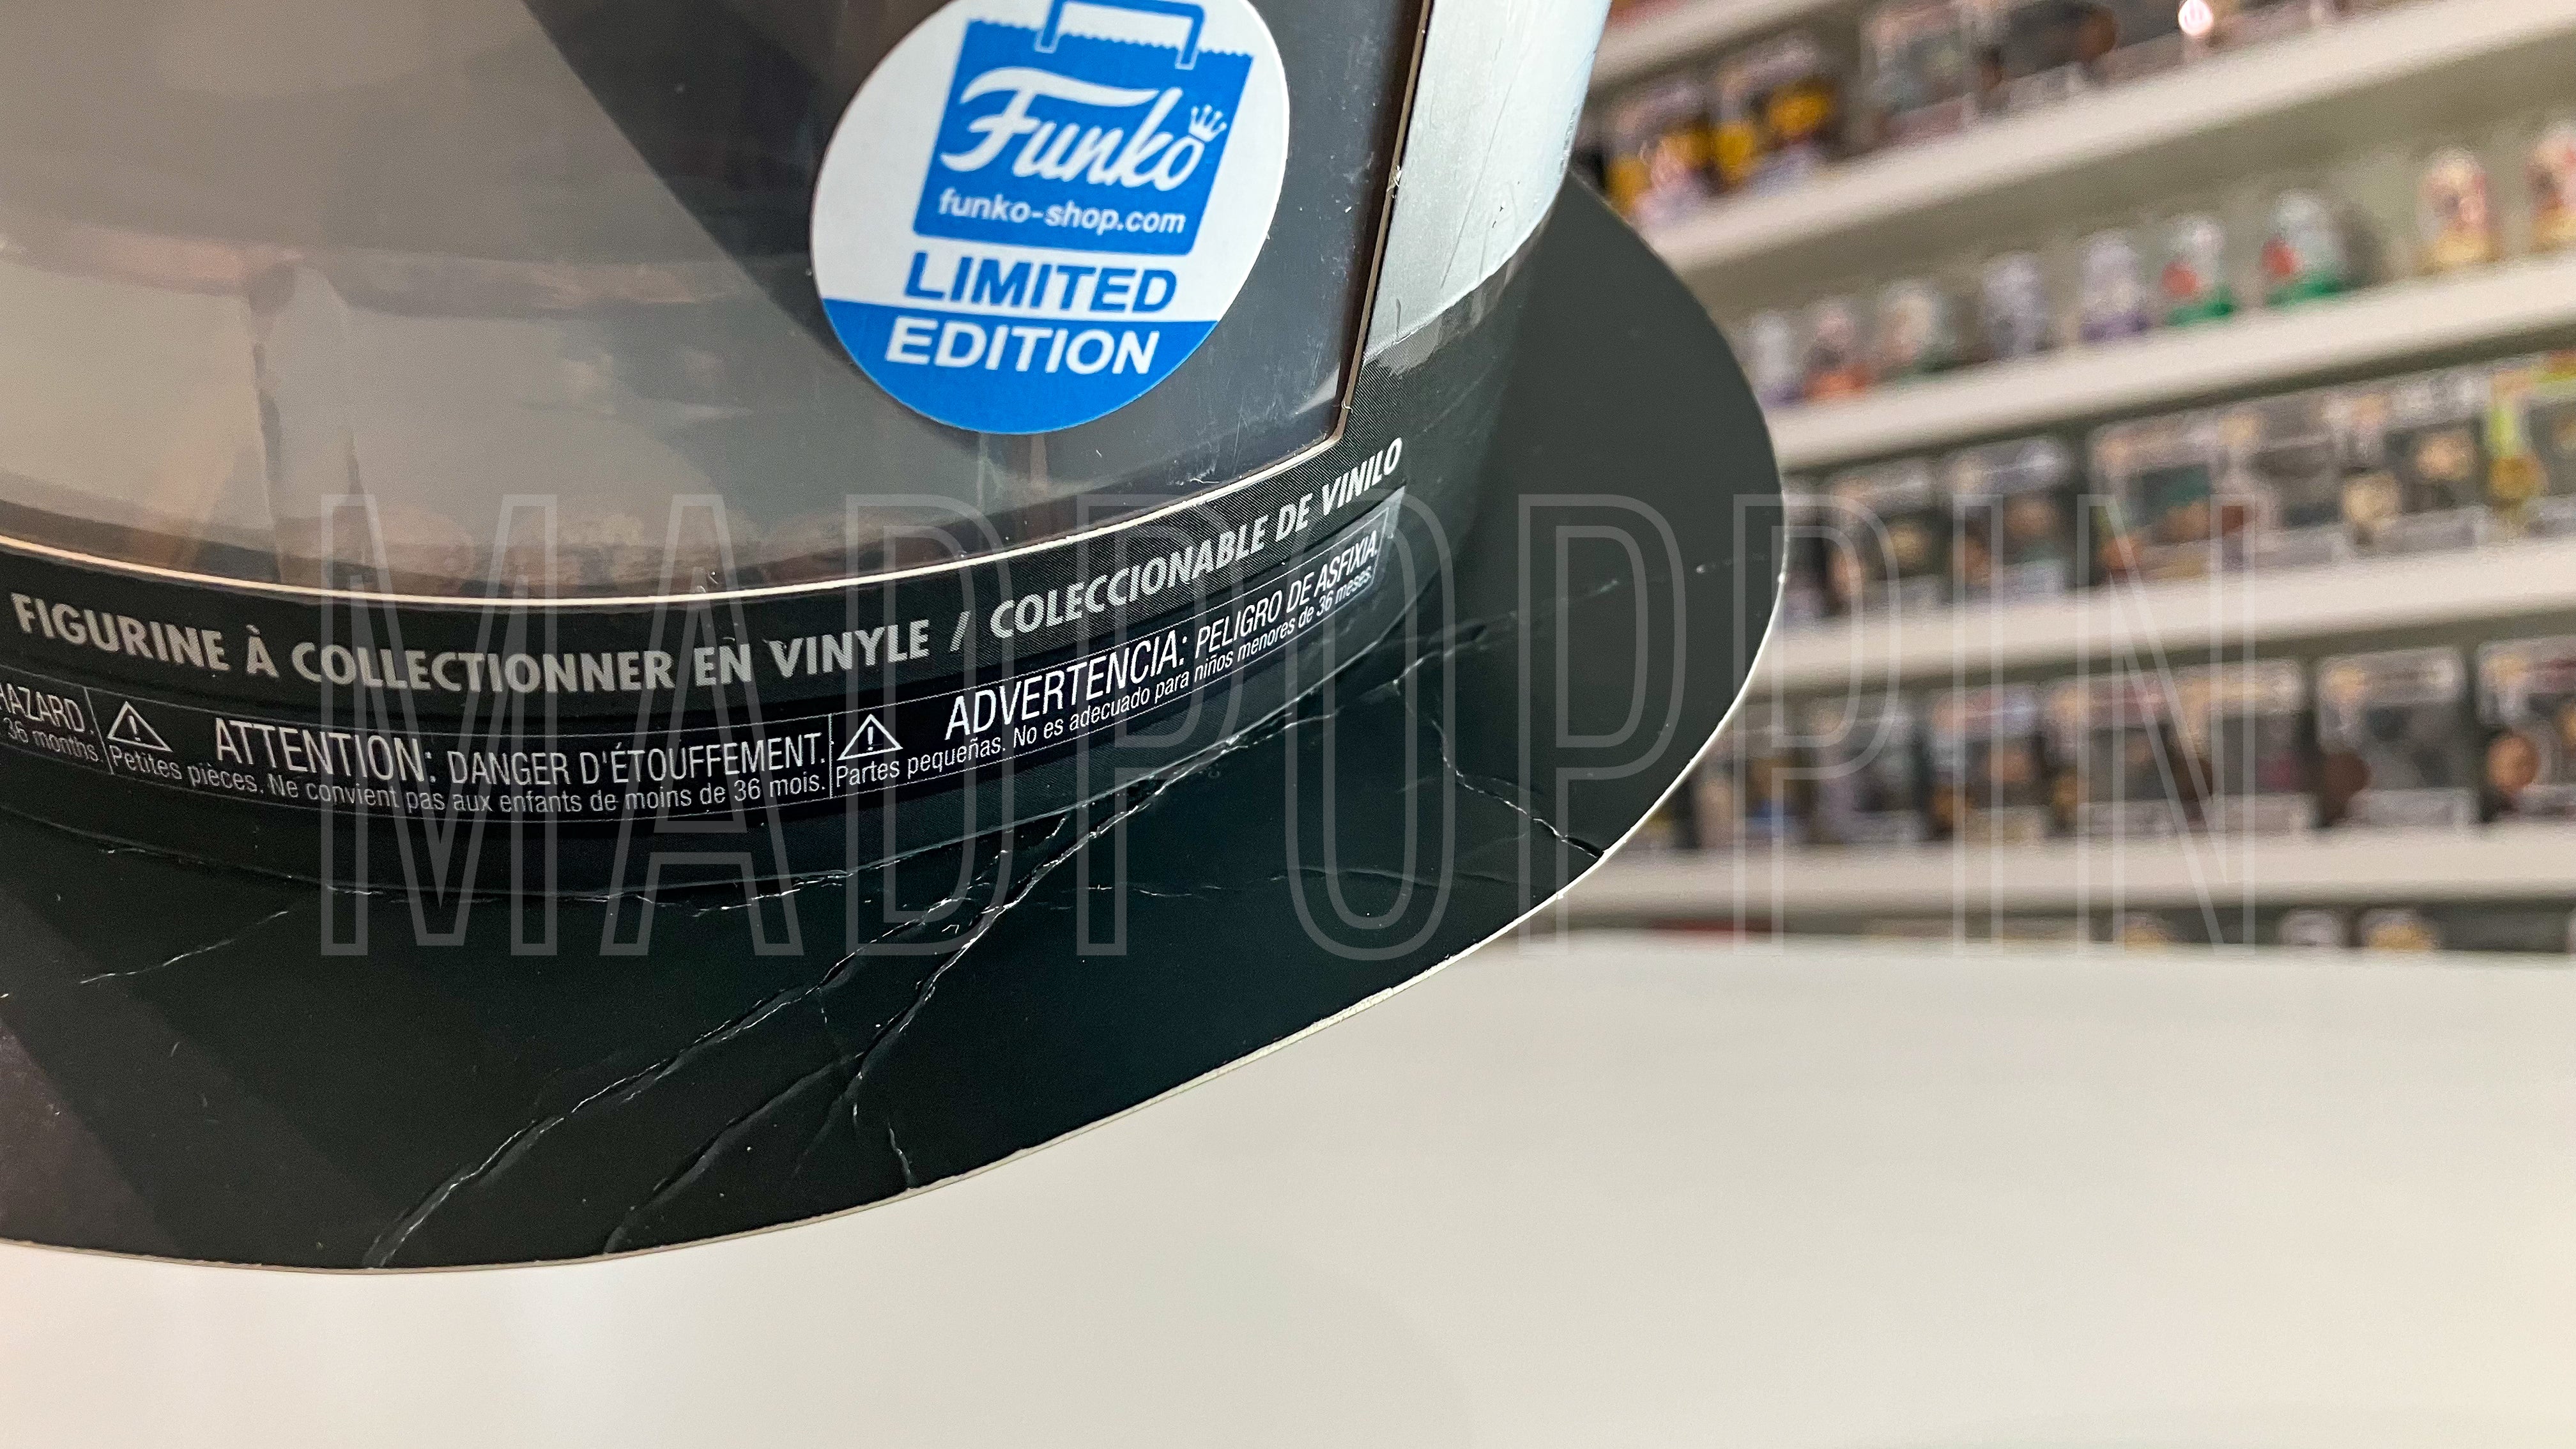 Funko
funko-shop.com
LIMITED
EDITION
FIGURINE À COLLECTIONNER EN VINYLE / COLECCIONABLE DE VINILO
HAZARD.
36 months.
ATTENTION: DANGER D'ÉTOUFFEMENT.
Petites pièces. Ne convient pas aux enfants de moins de 36 mois.
ADVERTENCIA: PELIGRO DE ASFIXIA.
Partes pequeñas. No es adecuado para niños menores de 36 meses.
MADPOPPIN